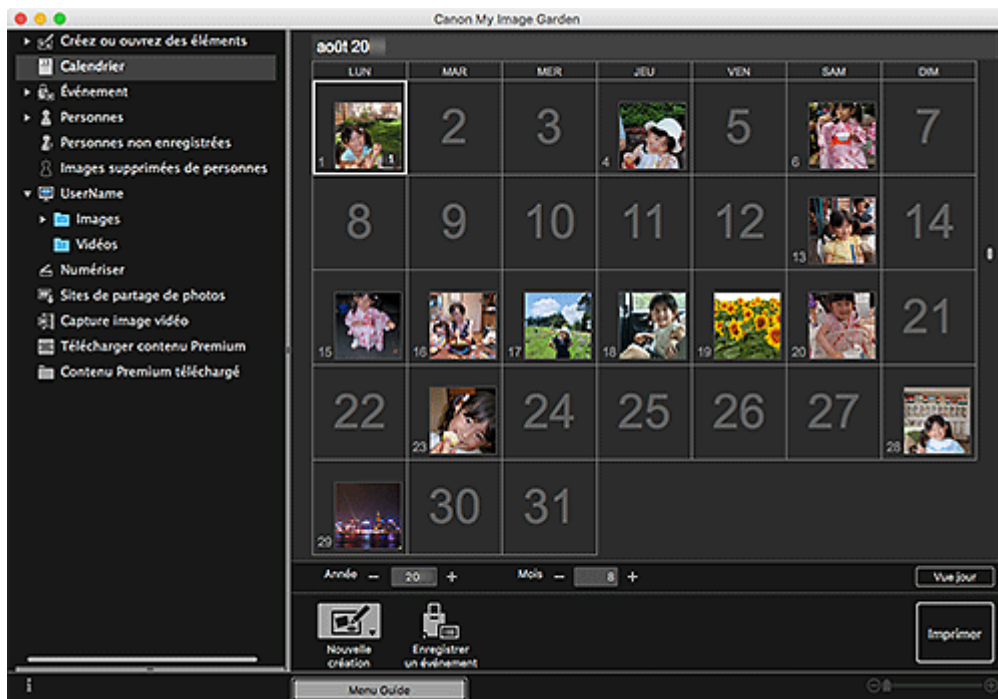 Canon My Image Garden
Créez ou ouvrez des éléments
Calendrier
Événement
Personnes
Personnes non enregistrées
Images supprimées de personnes
UserName
Images
Vidéos
Numériser
Sites de partage de photos
Capture image vidéo
Télécharger contenu Premium
Contenu Premium téléchargé
août 20
LUN MAR MER JEU VEN SAM DIM
1 1 2 3 4 5 6 7
8 9 10 11 12 13 14
15 16 17 18 19 20 21
22 23 24 25 26 27 28
29 30 31
Année − 20 + Mois − 8 + Vue jour
Nouvelle création
Enregistrer un événement
Imprimer
Menu Guide